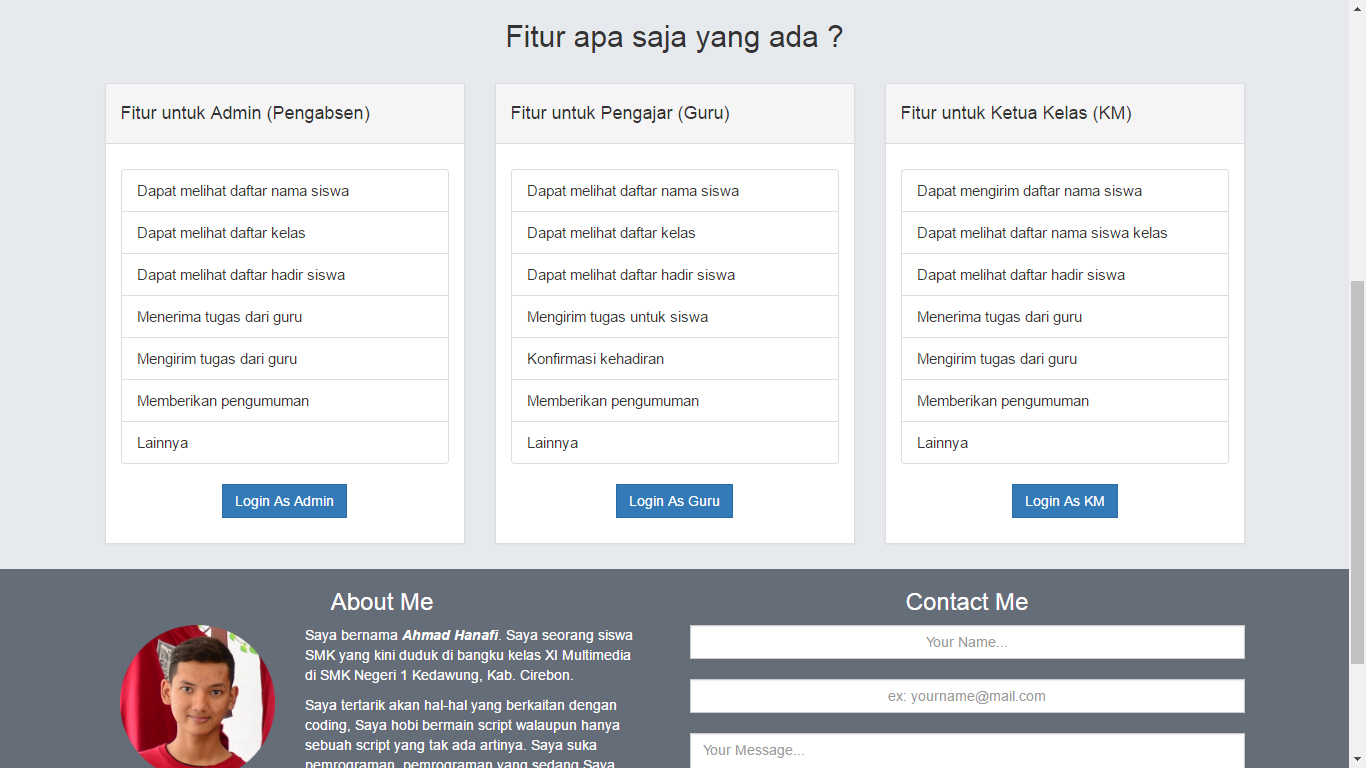 Fitur apa saja yang ada ?
Fitur untuk Admin (Pengabsen)
Dapat melihat daftar nama siswa
Dapat melihat daftar kelas
Dapat melihat daftar hadir siswa
Menerima tugas dari guru
Mengirim tugas dari guru
Memberikan pengumuman
Lainnya
Login As Admin
Fitur untuk Pengajar (Guru)
Dapat melihat daftar nama siswa
Dapat melihat daftar kelas
Dapat melihat daftar hadir siswa
Mengirim tugas untuk siswa
Konfirmasi kehadiran
Memberikan pengumuman
Lainnya
Login As Guru
Fitur untuk Ketua Kelas (KM)
Dapat mengirim daftar nama siswa
Dapat melihat daftar nama siswa kelas
Dapat melihat daftar hadir siswa
Menerima tugas dari guru
Mengirim tugas dari guru
Memberikan pengumuman
Lainnya
Login As KM
About Me
Saya bernama Ahmad Hanafi. Saya seorang siswa
SMK yang kini duduk di bangku kelas XI Multimedia
di SMK Negeri 1 Kedawung, Kab. Cirebon.
Saya tertarik akan hal-hal yang berkaitan dengan
coding, Saya hobi bermain script walaupun hanya
sebuah script yang tak ada artinya. Saya suka
pemrograman, pemrograman yang sedang Saya
Contact Me
Your Name...
ex: yourname@mail.com
Your Message...